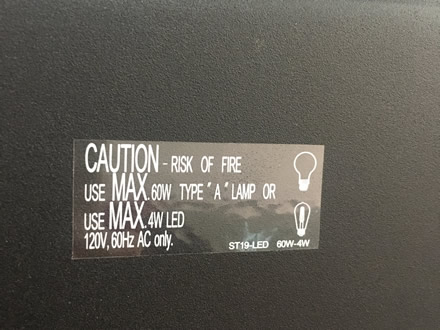 CAUTION - RISK OF FIRE
USE MAX. 60W TYPE "A" LAMP OR
USE MAX. 4W LED
120V, 60Hz AC only.
ST19-LED 60W-4W